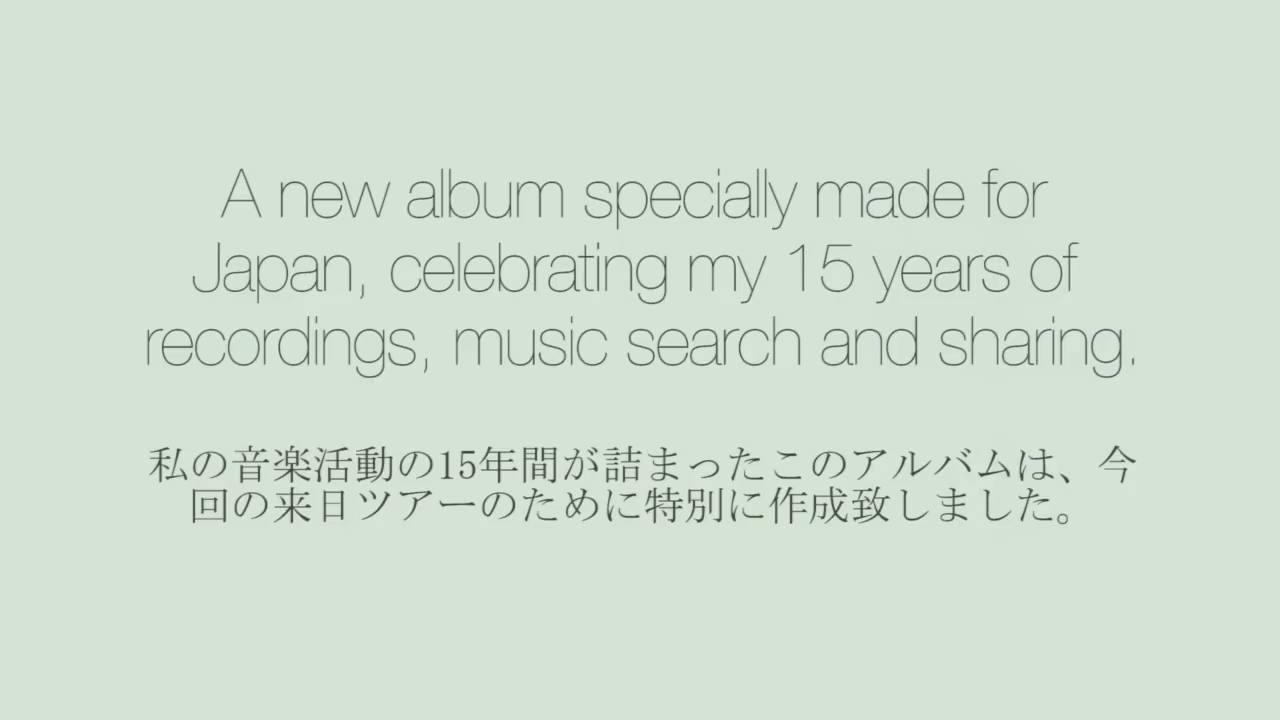 A new album specially made for
Japan, celebrating my 15 years of
recordings, music search and sharing.
私の音楽活動の15年間が詰まったこのアルバムは、今
回の来日ツアーのために特別に作成致しました。